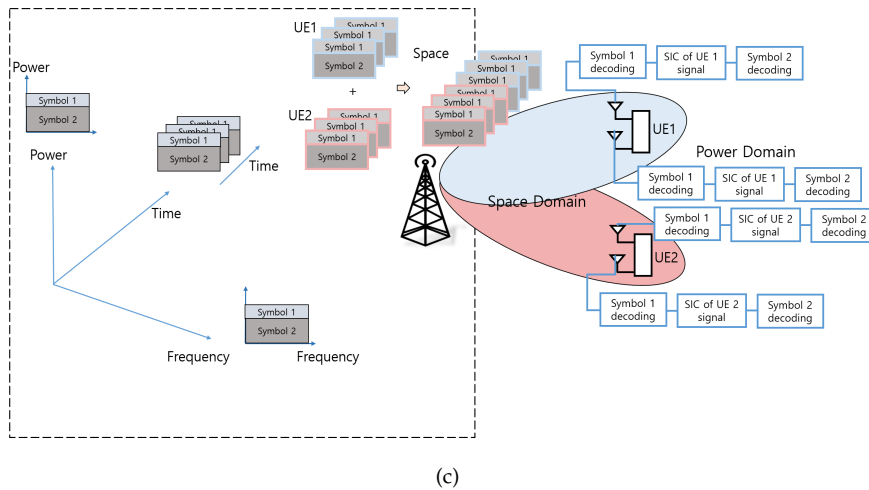 UE1
Symbol 1
Symbol 1
Symbol 1
Symbol 2
Space
Symbol 1
Symbol 1
Symbol 1
Symbol 1
Symbol 1
Symbol 1
Symbol 2
+
UE2
Symbol 1
Symbol 1
Symbol 1
Symbol 2
Power
Symbol 1
Symbol 2
Symbol 1
Symbol 1
Symbol 1
Symbol 2
Time
Power
Time
Symbol 1
Symbol 2
Frequency
Frequency
Symbol 1
decoding
SIC of UE 1
signal
Symbol 2
decoding
UE1
Power Domain
Symbol 1
decoding
SIC of UE 1
signal
Symbol 2
decoding
Space Domain
Symbol 1
decoding
SIC of UE 2
signal
Symbol 2
decoding
UE2
Symbol 1
decoding
SIC of UE 2
signal
Symbol 2
decoding
(c)